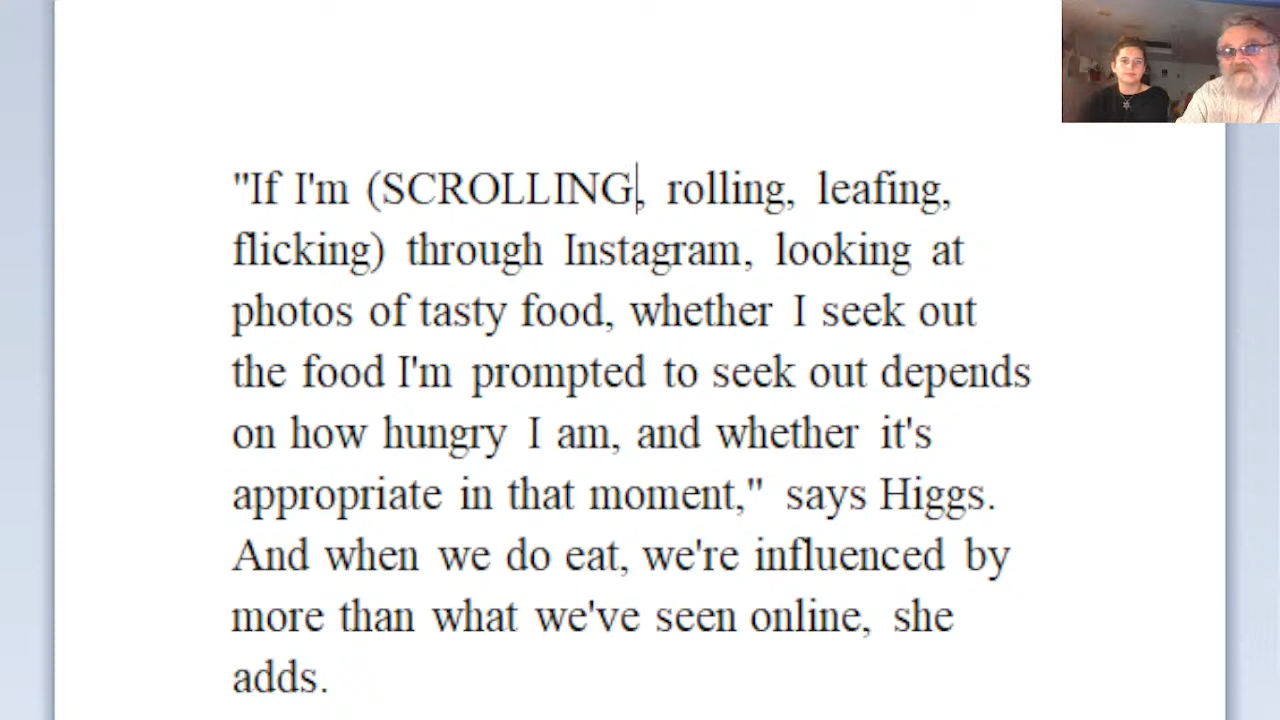 "If I'm (SCROLLING, rolling, leafing,
flicking) through Instagram, looking at
photos of tasty food, whether I seek out
the food I'm prompted to seek out depends
on how hungry I am, and whether it's
appropriate in that moment," says Higgs.
And when we do eat, we're influenced by
more than what we've seen online, she
adds.